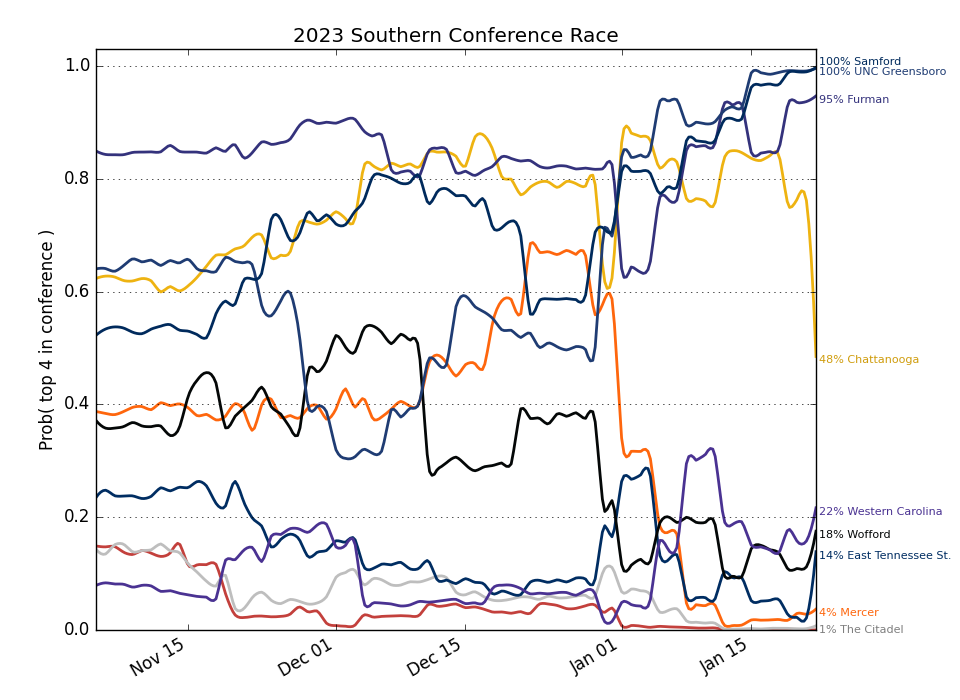 2023 Southern Conference Race
Prob( top 4 in conference )
1.0
0.8
0.6
0.4
0.2
0.0
Nov 15
Dec 01
Dec 15
Jan 01
Jan 15
100% Samford
100% UNC Greensboro
95% Furman
48% Chattanooga
22% Western Carolina
18% Wofford
14% East Tennessee St.
4% Mercer
1% The Citadel